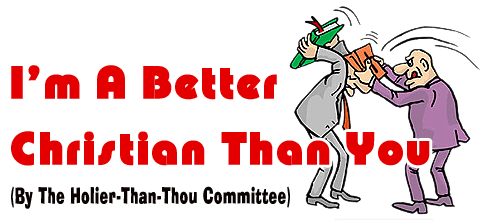 I'm A Better
Christian Than You
(By The Holier-Than-Thou Committee)